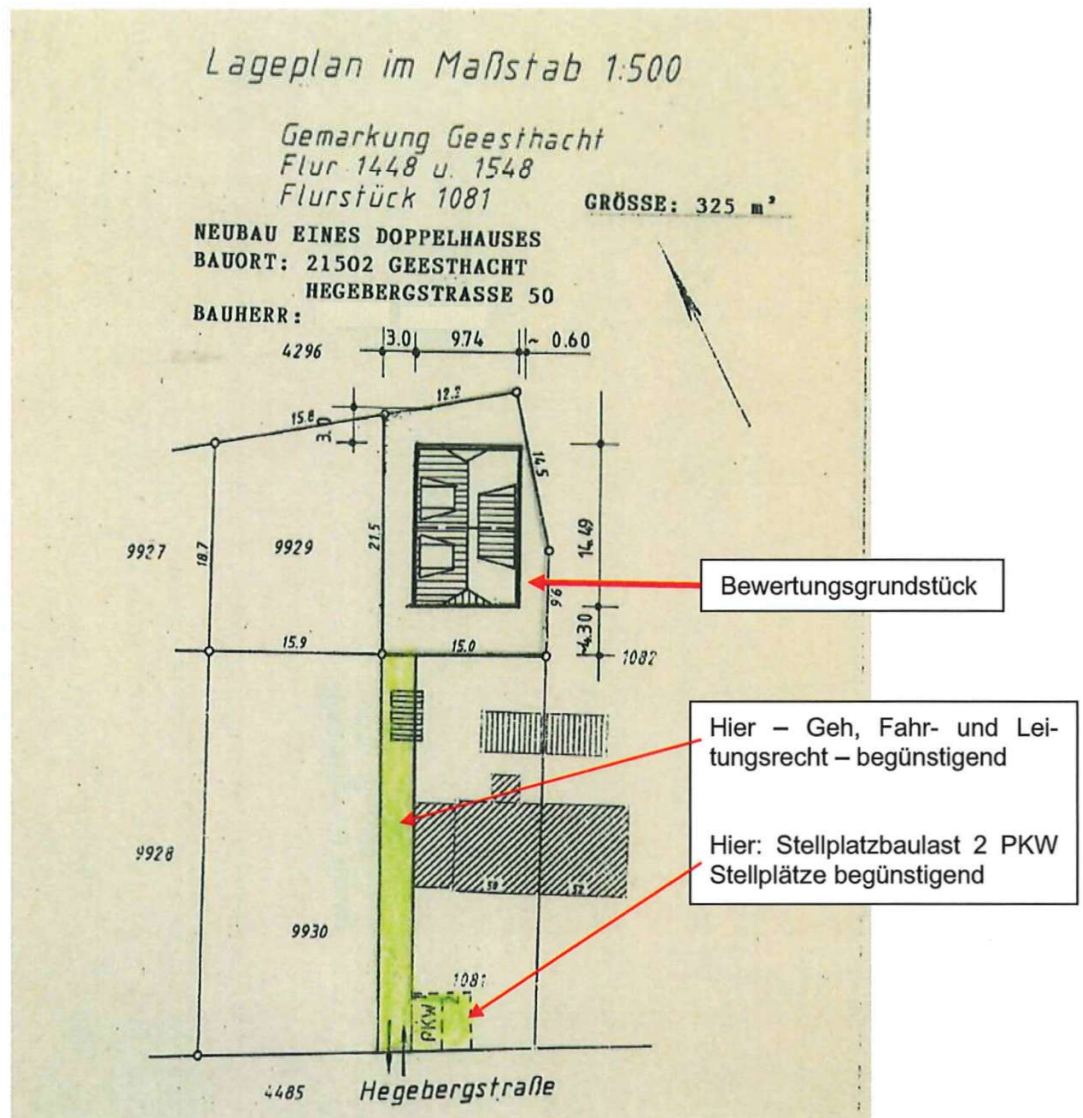 Lageplan im Maßstab 1:500
Gemarkung Geesthacht
Flur 1448 u. 1548
Flurstück 1081
GRÖSSE: 325 m²
NEUBAU EINES DOPPELHAUSES
BAUORT: 21502 GEESTHACHT
HEGEBERGSTRASSE 50
BAUHERR:
3.0 9.74 ~ 0.60
4296
12.2
15.8
3.0
14.5
9927
18.7
9929
21.5
14.49
Bewertungsgrundstück
9.6
~4.30
15.9
15.0
1082
Hier – Geh, Fahr- und Lei-
tungsrecht – begünstigend
Hier: Stellplatzbaulast 2 PKW
Stellplätze begünstigend
9928
50
52
9930
1081
PKW
4485
Hegebergstraße